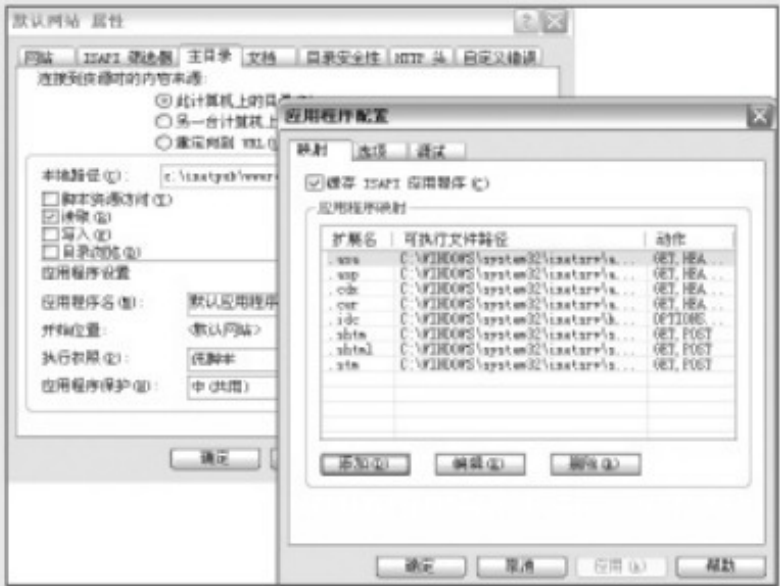 默认网站 属性
网站 ISAPI 筛选器 主目录 文档 目录安全性 HTTP 头 自定义错误
连接到资源时的内容来源:
此计算机上的目
另一台计算机上
重定向到 URL(U)
本地路径(C): c:\inetpub\wwwr
脚本资源访问(T)
读取(R)
写入(W)
目录浏览(B)
应用程序设置
应用程序名(M): 默认应用程序
开始位置: <默认网站>
执行权限(P): 纯脚本
应用程序保护(N): 中(共用)
确定
应用程序配置
映射 选项 调试
缓存 ISAPI 应用程序(C)
应用程序映射
扩展名 可执行文件路径 动作
.asa C:\WINDOWS\system32\inetsrv\a... GET,HEA...
.asp C:\WINDOWS\system32\inetsrv\a... GET,HEA...
.cdx C:\WINDOWS\system32\inetsrv\a... GET,HEA...
.cer C:\WINDOWS\system32\inetsrv\a... GET,HEA...
.idc C:\WINDOWS\system32\inetsrv\h... OPTIONS...
.shtm C:\WINDOWS\system32\inetsrv\s... GET,POST
.shtml C:\WINDOWS\system32\inetsrv\s... GET,POST
.stm C:\WINDOWS\system32\inetsrv\s... GET,POST
添加(D) 编辑(E) 删除(R)
确定 取消 应用(A) 帮助